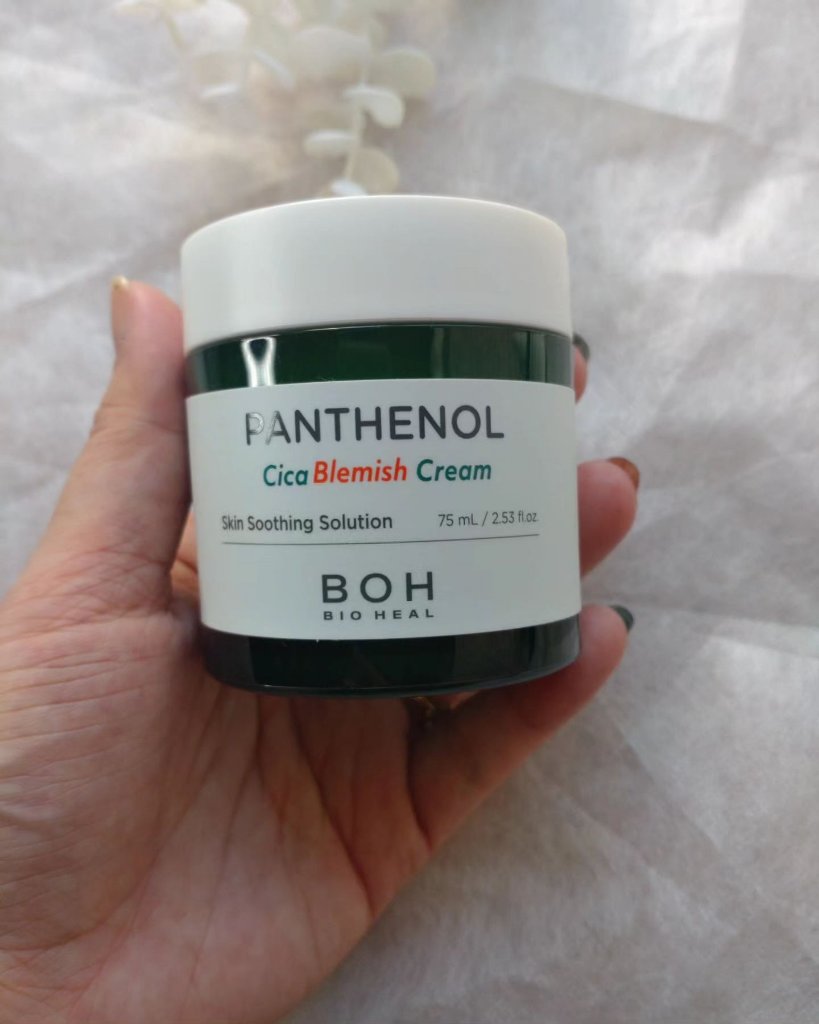 PANTHENOL
Cica Blemish Cream
Skin Soothing Solution 75 mL / 2.53 fl.oz.
BOH
BIO HEAL